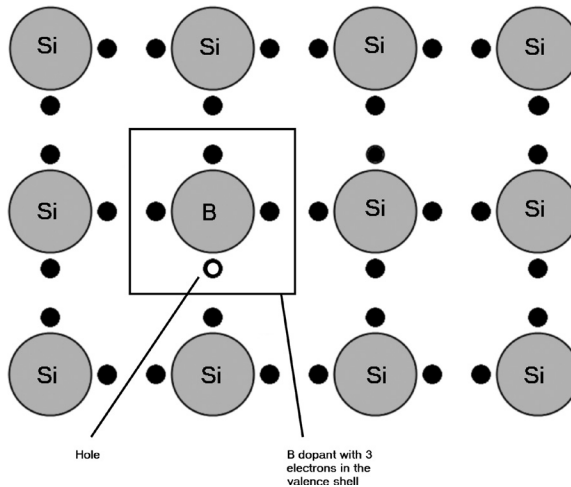 Si Si Si Si
Si B Si Si
Si Si Si Si
Hole
B dopant with 3
electrons in the
valence shell